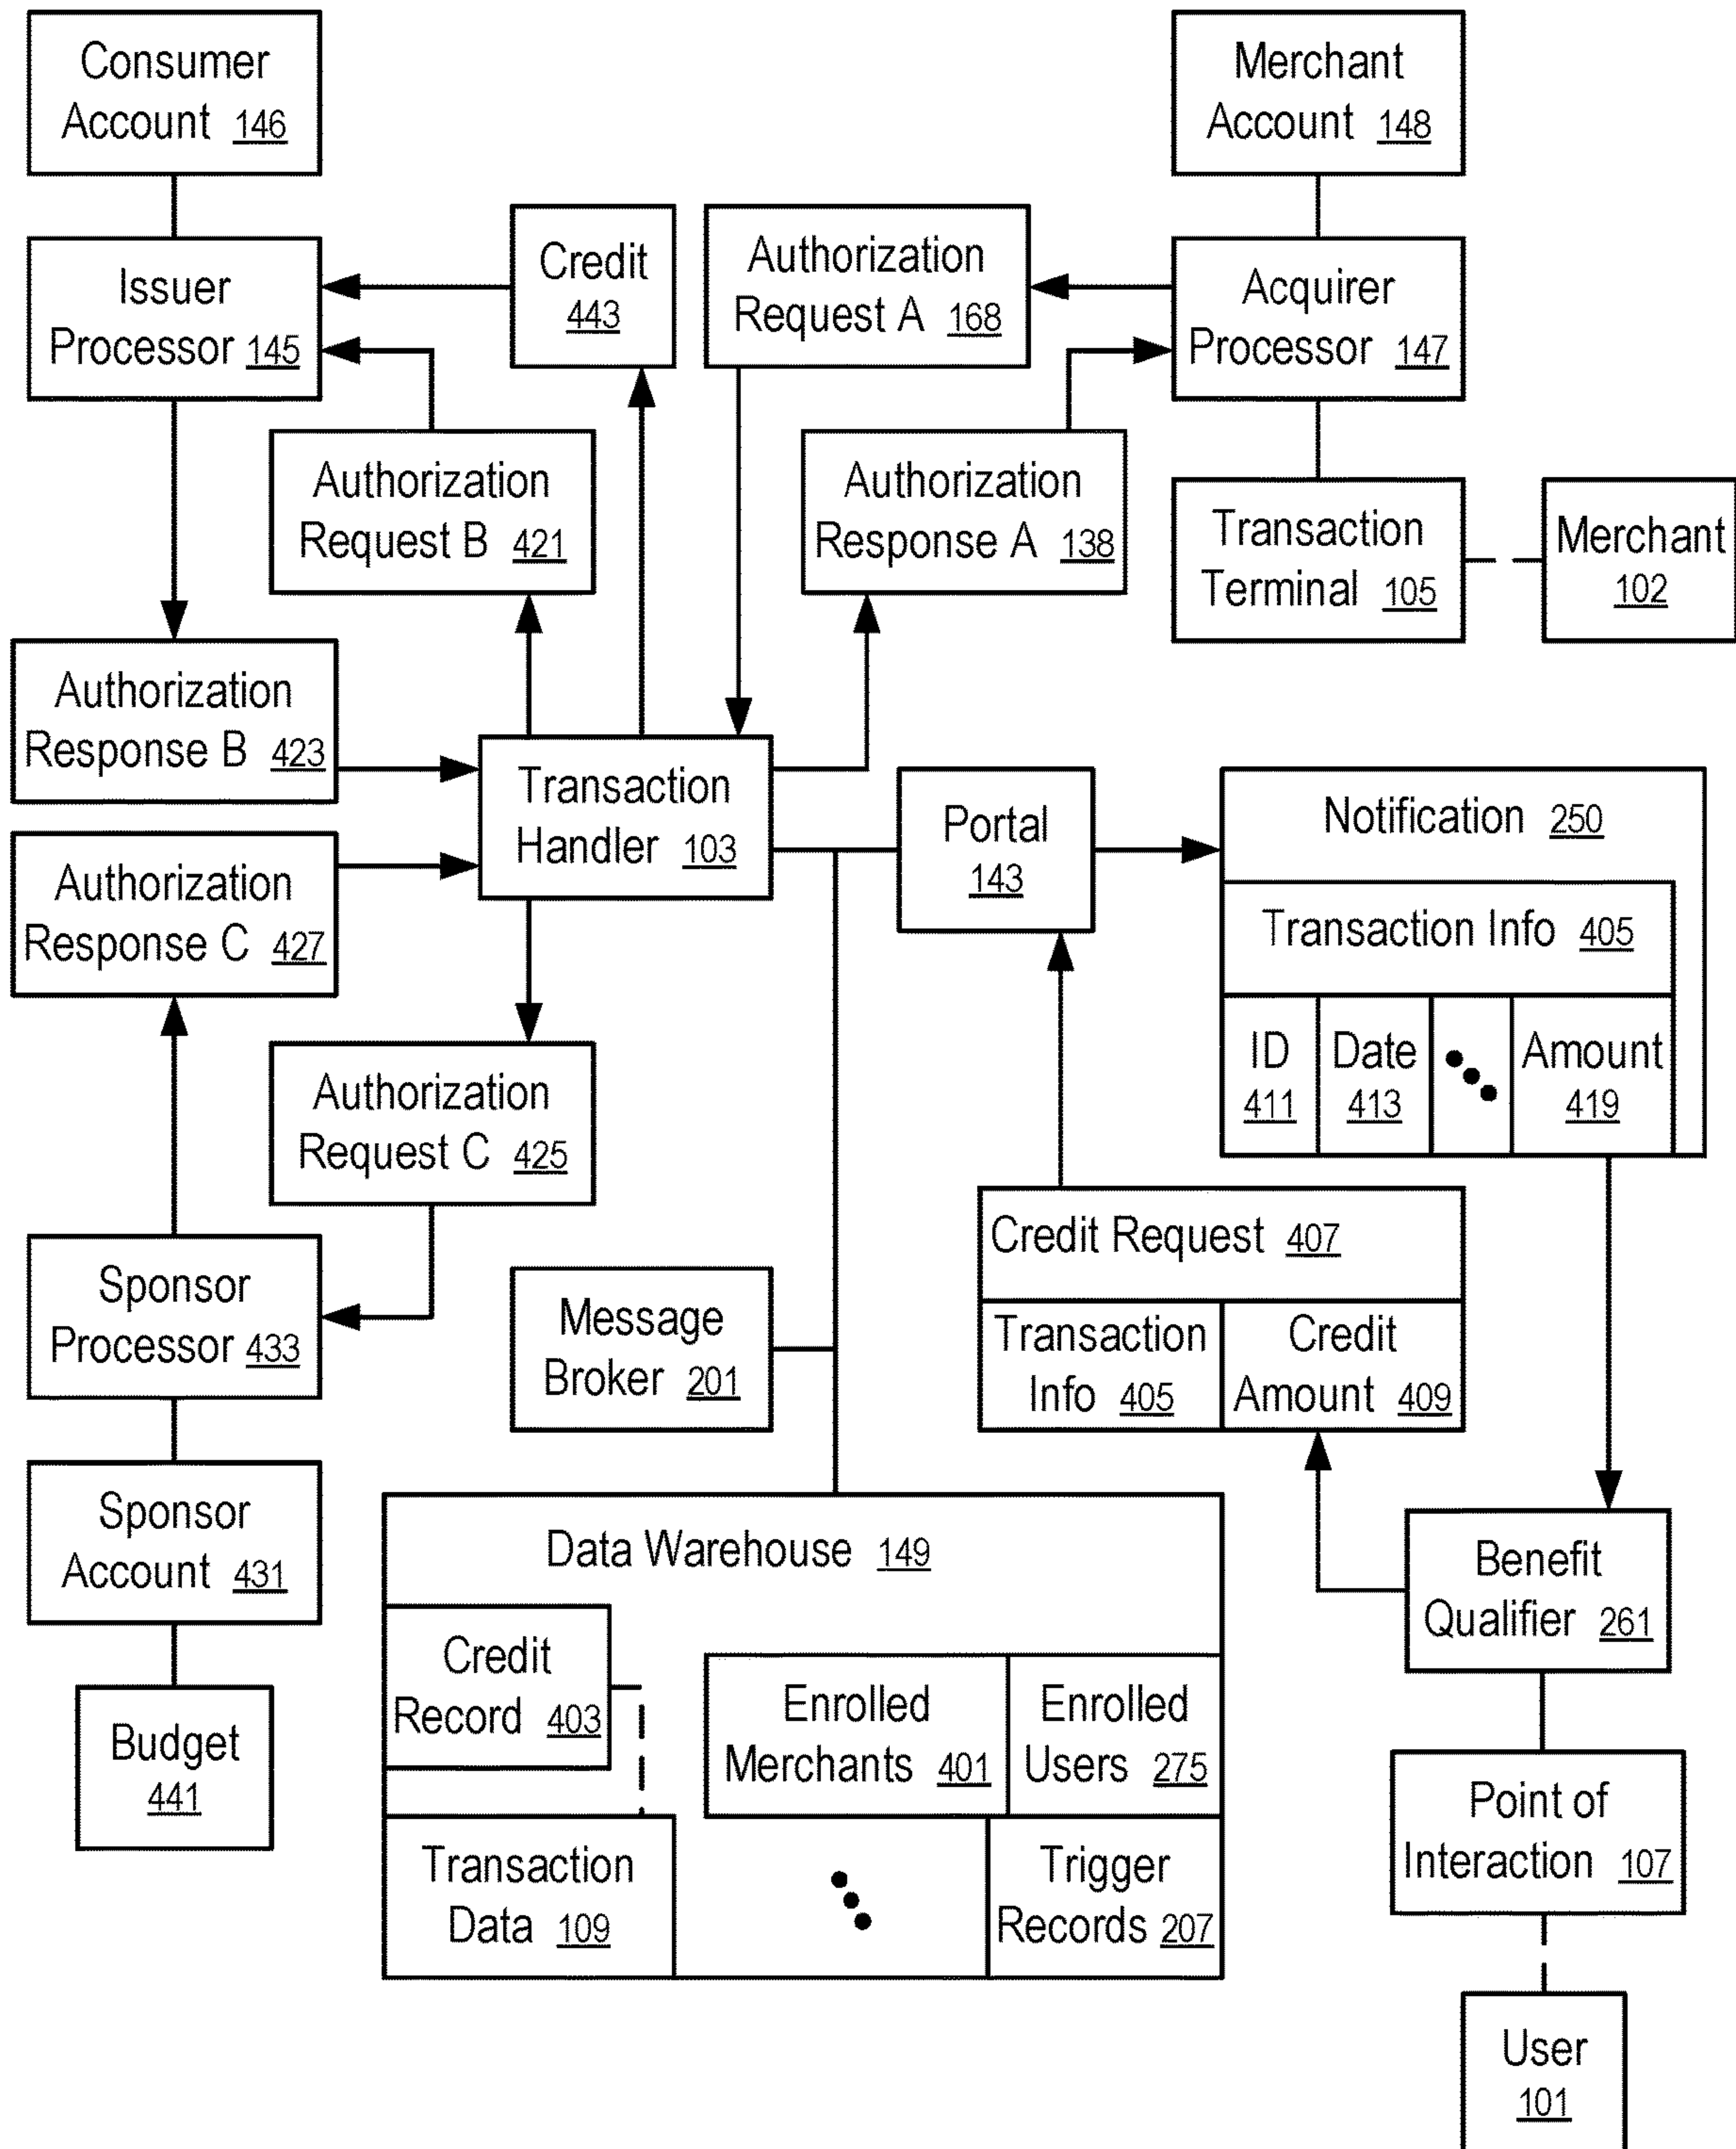 Consumer
Account 146
Merchant
Account 148
Issuer
Processor 145
Credit
443
Authorization
Request A 168
Acquirer
Processor 147
Authorization
Request B 421
Authorization
Response A 138
Transaction
Terminal 105
Merchant
102
Authorization
Response B 423
Transaction
Handler 103
Portal
143
Notification 250
Transaction Info 405
ID
411
Date
413
Amount
419
Authorization
Response C 427
Authorization
Request C 425
Credit Request 407
Transaction
Info 405
Credit
Amount 409
Sponsor
Processor 433
Message
Broker 201
Sponsor
Account 431
Data Warehouse 149
Benefit
Qualifier 261
Credit
Record 403
Enrolled
Merchants 401
Enrolled
Users 275
Budget
441
Point of
Interaction 107
Transaction
Data 109
Trigger
Records 207
User
101